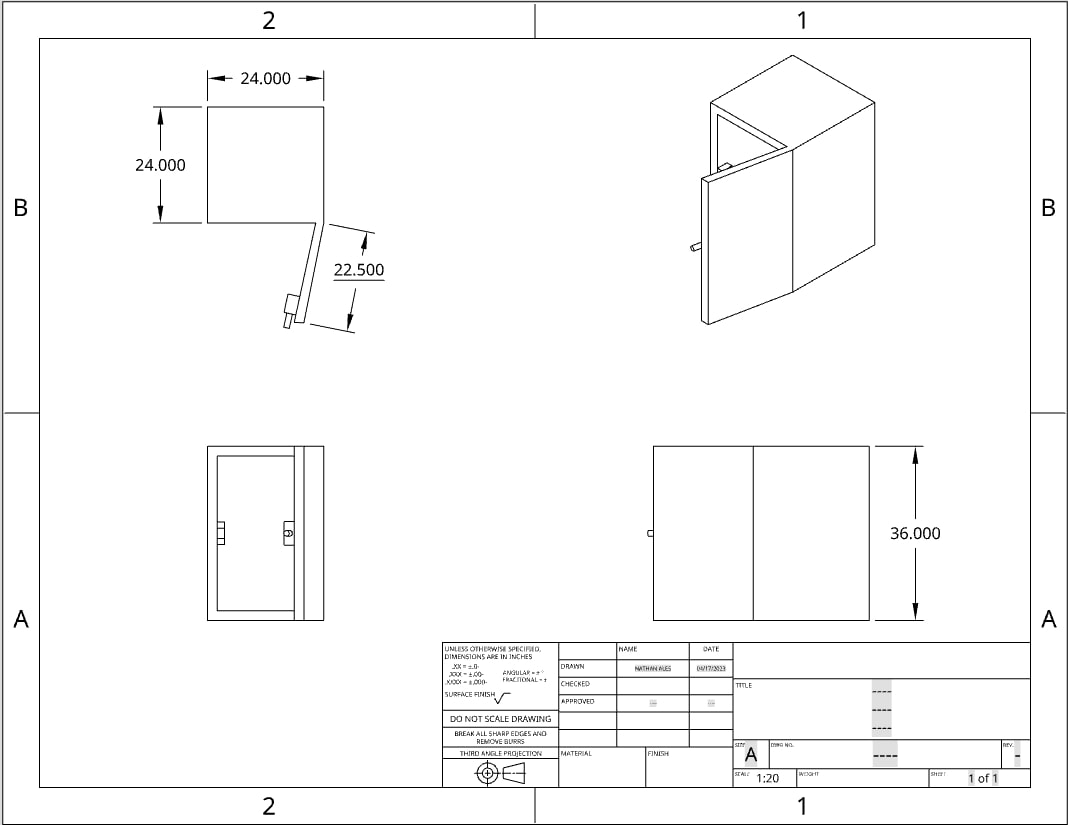 2 1
24.000
24.000
B B
22.500
36.000
A A
UNLESS OTHERWISE SPECIFIED,
DIMENSIONS ARE IN INCHES
.XX = ±.0-
.XXX = ±.00-
.XXXX = ±.000-
ANGULAR = ± °
FRACTIONAL = ±
SURFACE FINISH
DO NOT SCALE DRAWING
BREAK ALL SHARP EDGES AND
REMOVE BURRS
THIRD ANGLE PROJECTION
NAME DATE
DRAWN NATHAN ALES 04/17/2023
CHECKED
APPROVED
MATERIAL FINISH
TITLE
----
----
----
SIZE A DWG NO. ---- REV. -
SCALE 1:20 WEIGHT SHEET 1 of 1
2 1